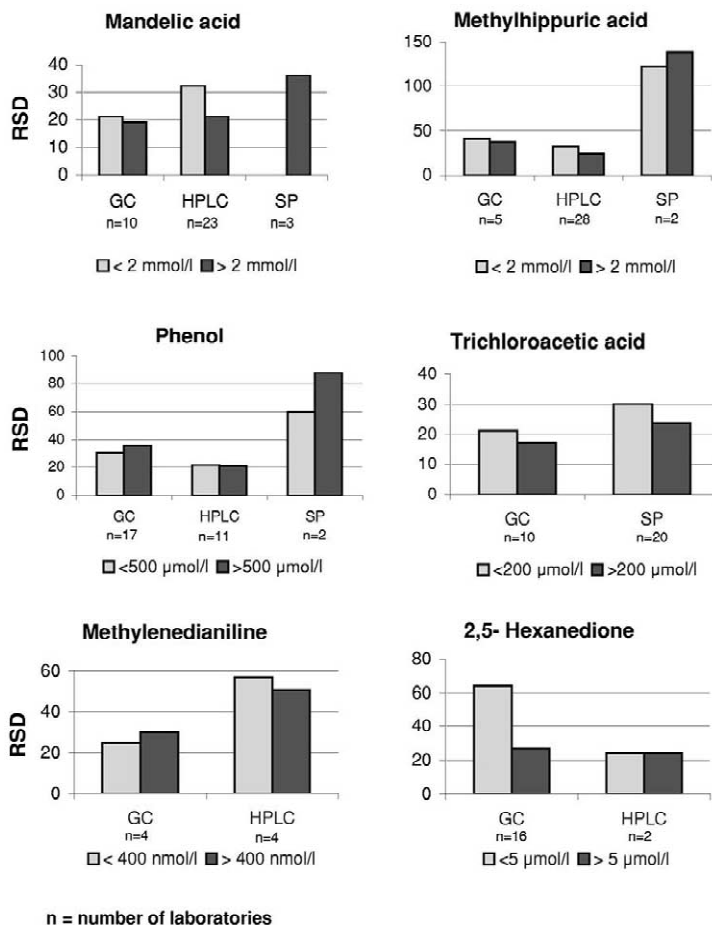 Mandelic acid
RSD
40
30
20
10
0
GC
HPLC
SP
n=10
n=23
n=3
< 2 mmol/l
> 2 mmol/l
Methylhippuric acid
150
100
50
0
GC
HPLC
SP
n=5
n=28
n=2
< 2 mmol/l
> 2 mmol/l
Phenol
RSD
100
80
60
40
20
0
GC
HPLC
SP
n=17
n=11
n=2
<500 µmol/l
>500 µmol/l
Trichloroacetic acid
40
30
20
10
0
GC
SP
n=10
n=20
<200 µmol/l
>200 µmol/l
Methylenedianiline
RSD
60
40
20
0
GC
HPLC
n=4
n=4
< 400 nmol/l
> 400 nmol/l
2,5- Hexanedione
80
60
40
20
0
GC
HPLC
n=16
n=2
<5 µmol/l
> 5 µmol/l
n = number of laboratories